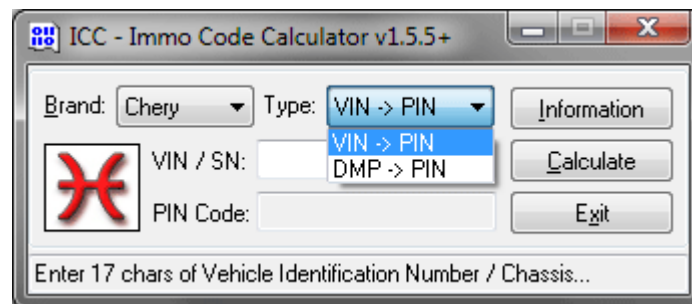 ICC - Immo Code Calculator v1.5.5+
Brand: Chery Type: VIN -> PIN Information
VIN -> PIN
VIN / SN: DMP -> PIN Calculate
PIN Code: Exit
Enter 17 chars of Vehicle Identification Number / Chassis...